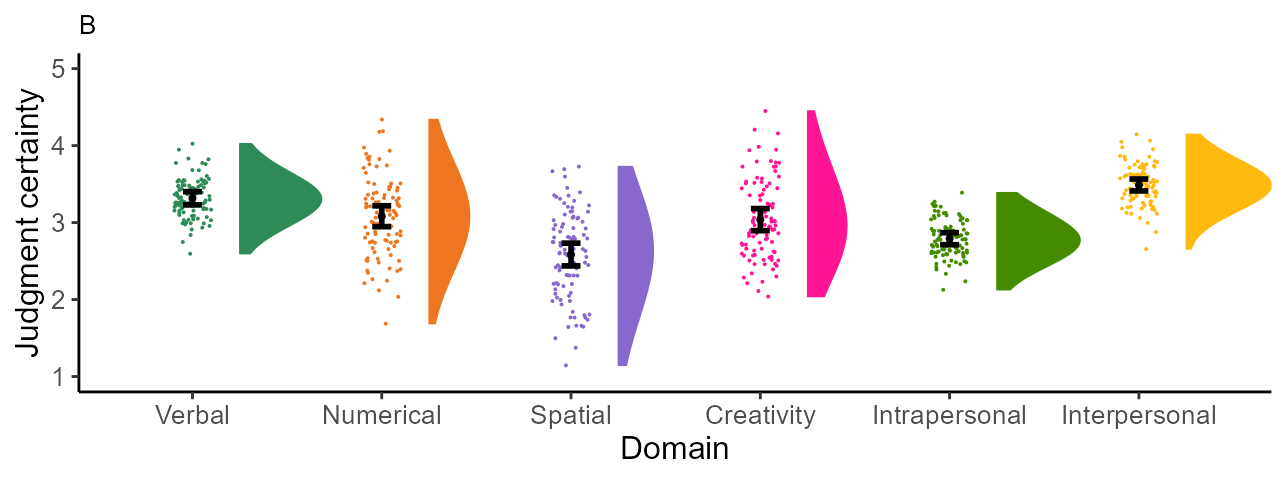 B
Judgment certainty
5
4
3
2
1
Verbal Numerical Spatial Creativity Intrapersonal Interpersonal
Domain